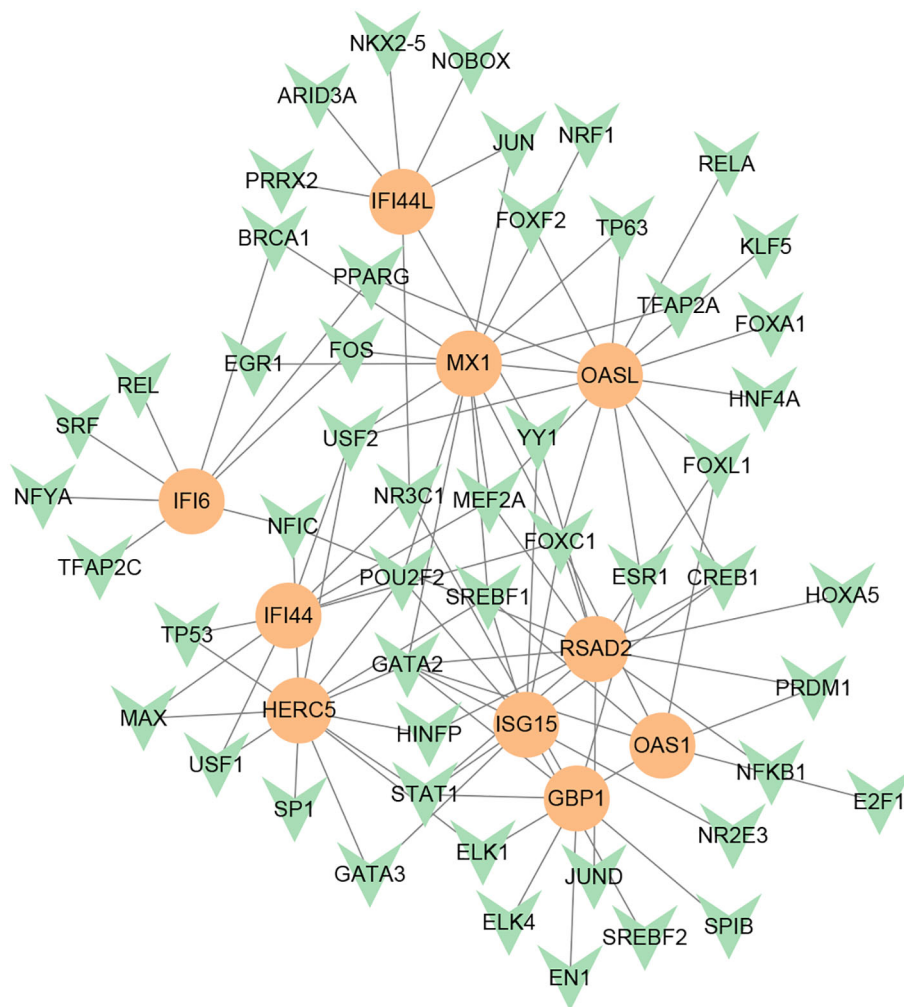 NKX2-5
NOBOX
ARID3A
JUN
NRF1
RELA
PRRX2
IFI44L
FOXF2
TP63
BRCA1
KLF5
PPARG
TFAP2A
FOXA1
EGR1
FOS
MX1
OASL
REL
HNF4A
SRF
USF2
YY1
FOXL1
NFYA
IFI6
NR3C1
MEF2A
NFIC
FOXC1
TFAP2C
POU2F2
ESR1
CREB1
SREBF1
HOXA5
IFI44
TP53
RSAD2
GATA2
PRDM1
HERC5
ISG15
MAX
HINFP
OAS1
USF1
NFKB1
STAT1
GBP1
E2F1
SP1
NR2E3
ELK1
GATA3
JUND
ELK4
SPIB
SREBF2
EN1